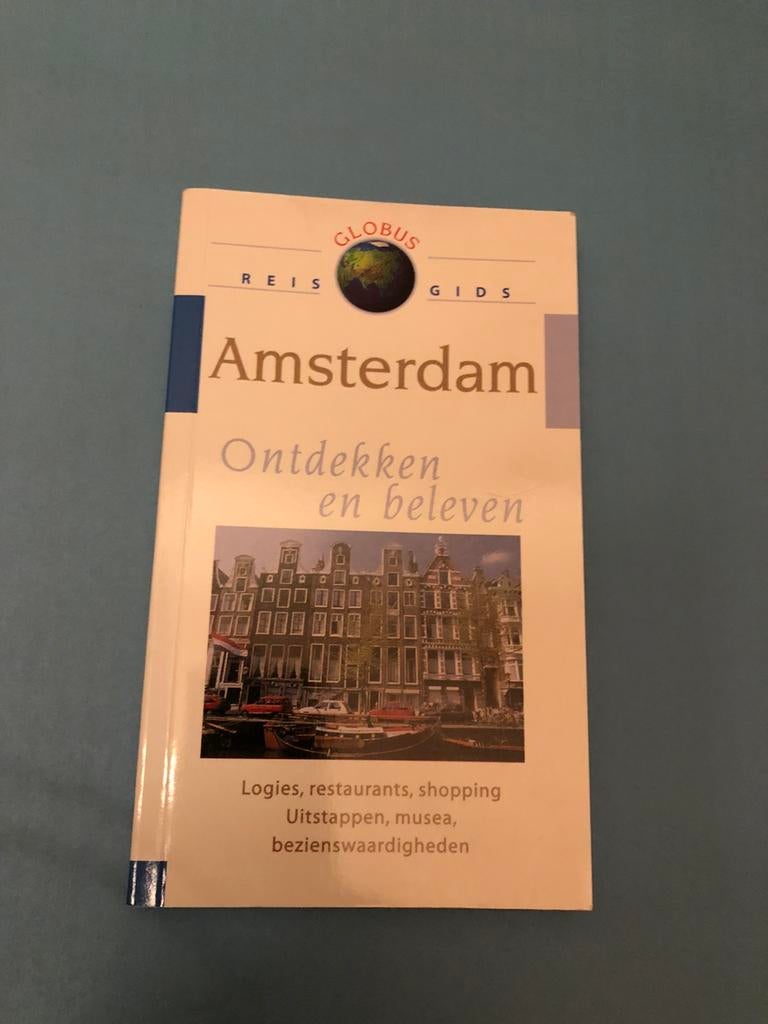 GLOBUS
REIS GIDS
Amsterdam
Ontdekken
en beleven
Logies, restaurants, shopping
Uitstappen, musea,
bezienswaardigheden